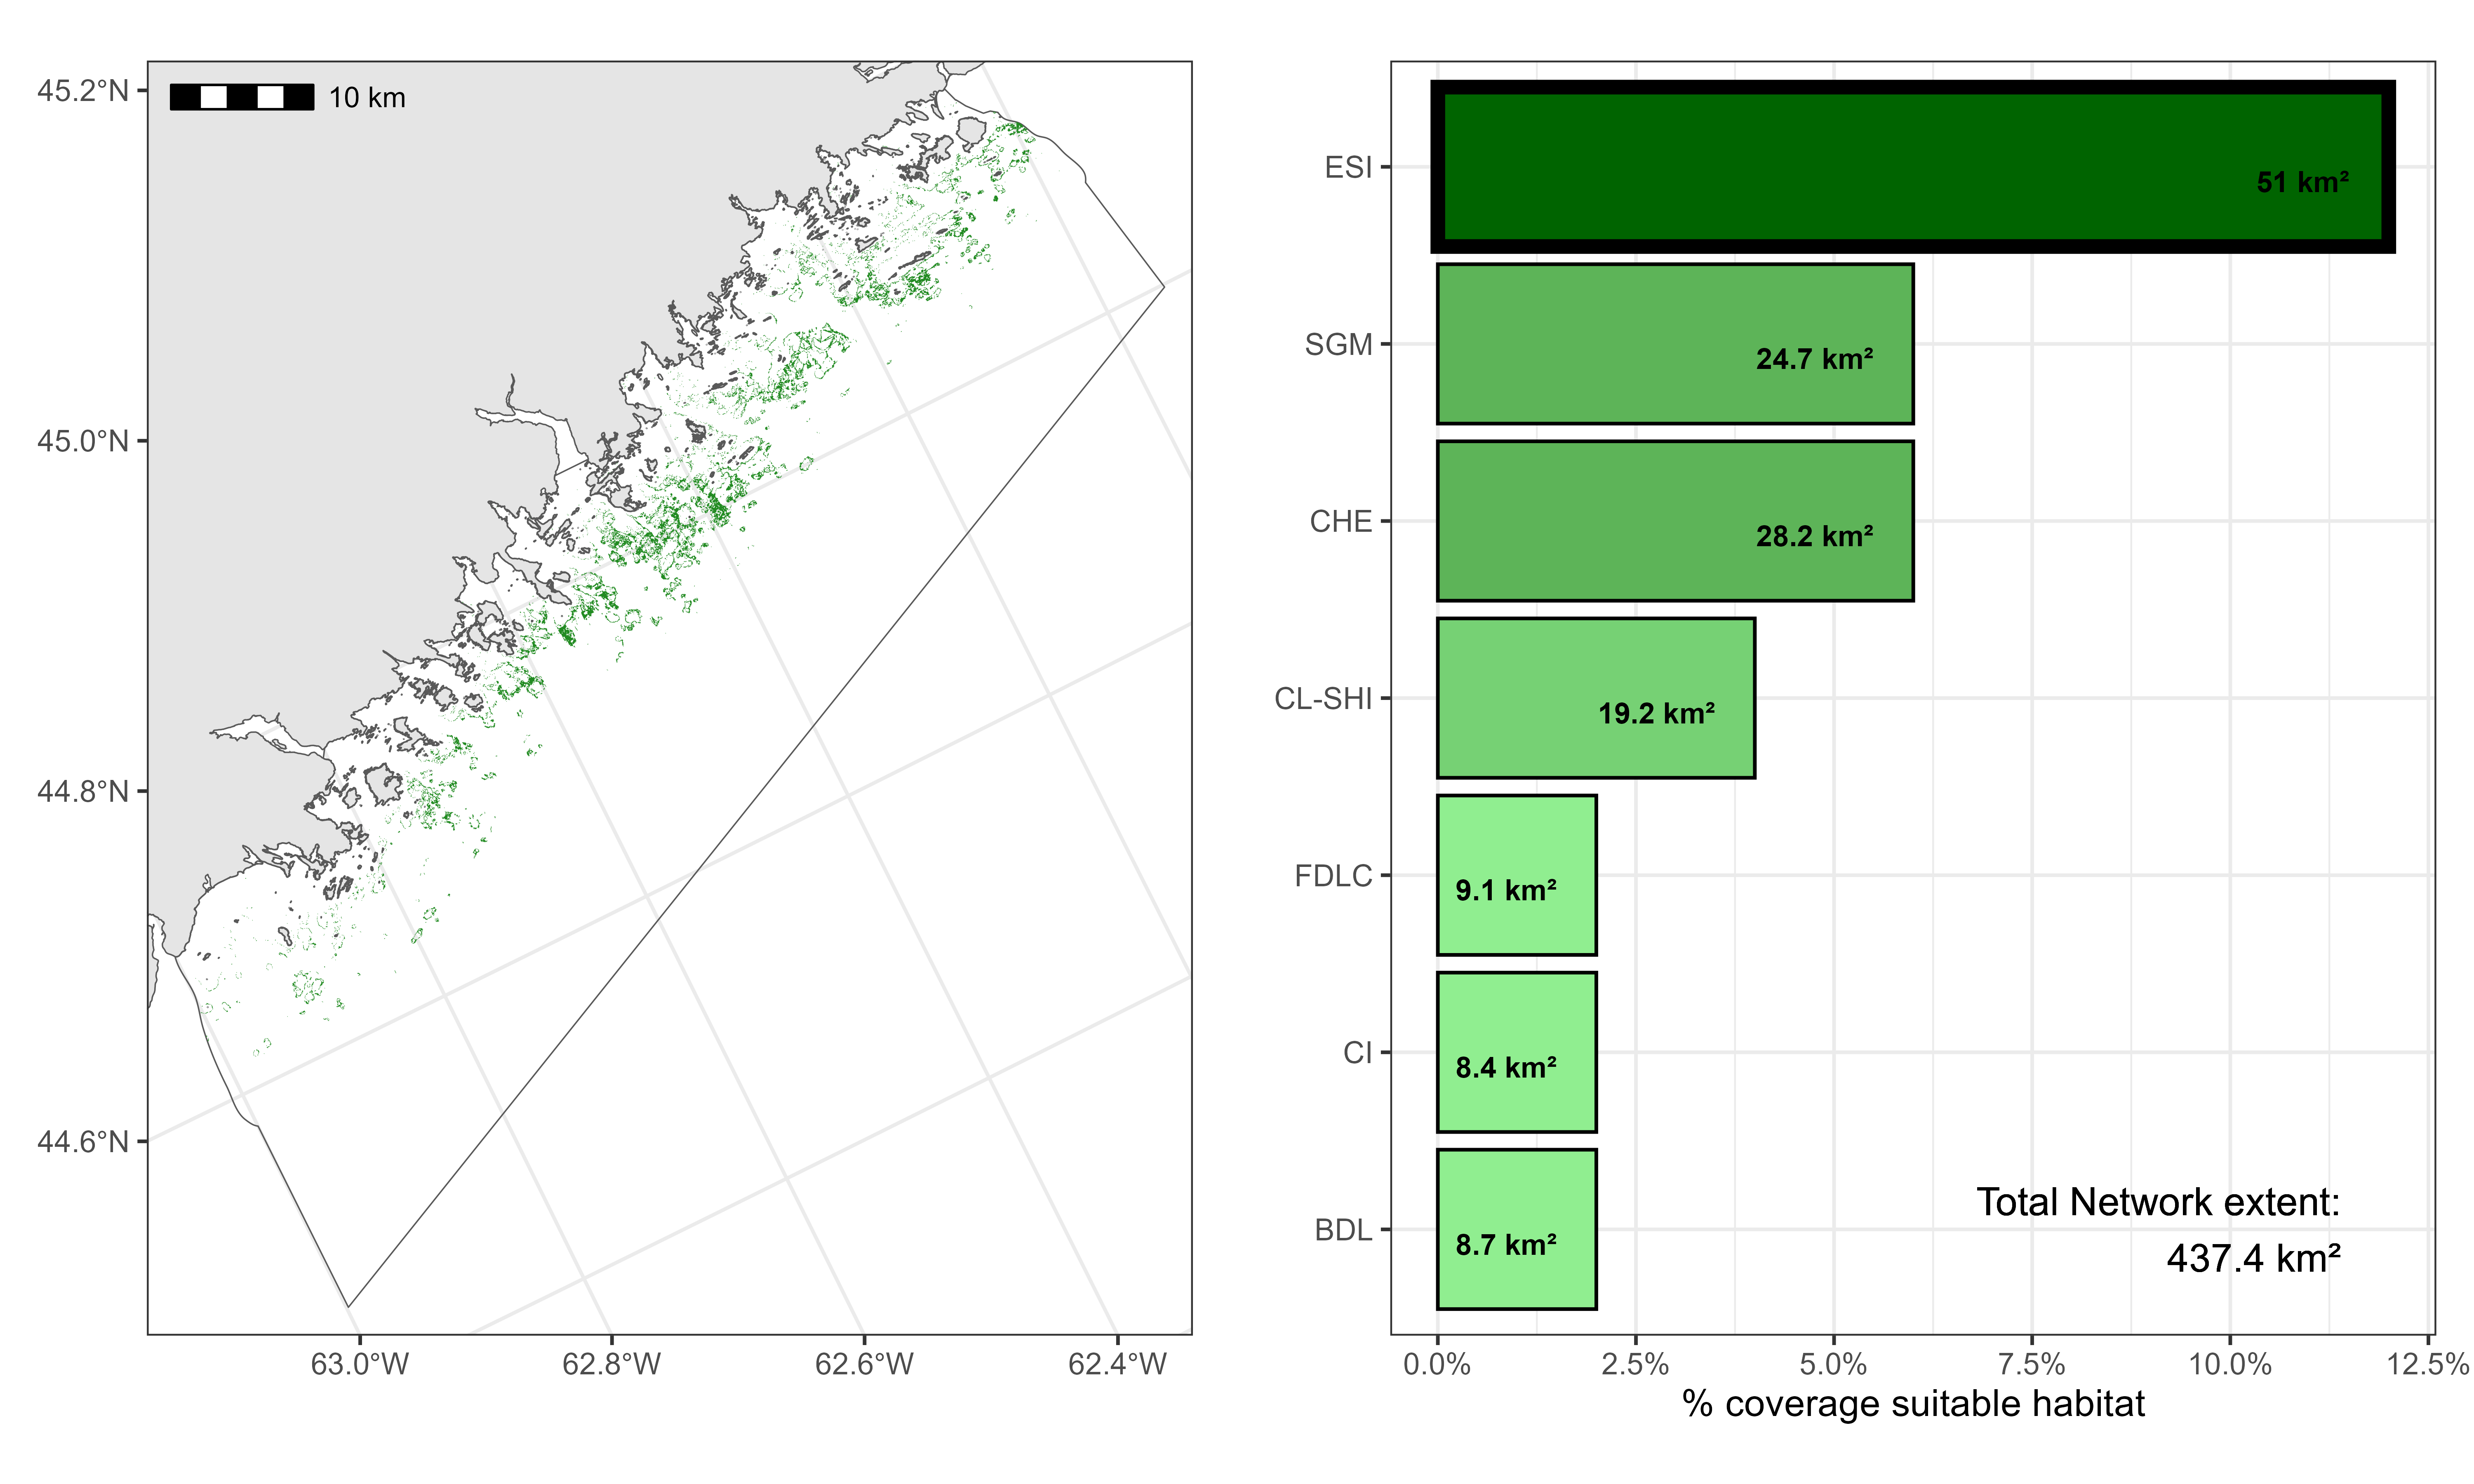 45.2°N
45.0°N
44.8°N
44.6°N
10 km
63.0°W
62.8°W
62.6°W
62.4°W
ESI
51 km²
SGM
24.7 km²
CHE
28.2 km²
CL-SHI
19.2 km²
FDLC
9.1 km²
CI
8.4 km²
BDL
8.7 km²
Total Network extent:
437.4 km²
0.0%
2.5%
5.0%
7.5%
10.0%
12.5%
% coverage suitable habitat